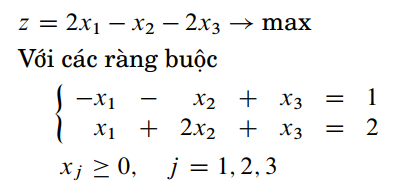 z = 2x₁ − x₂ − 2x₃ → max
Với các ràng buộc
{ −x₁ − x₂ + x₃ = 1
x₁ + 2x₂ + x₃ = 2
xⱼ ≥ 0, j = 1, 2, 3